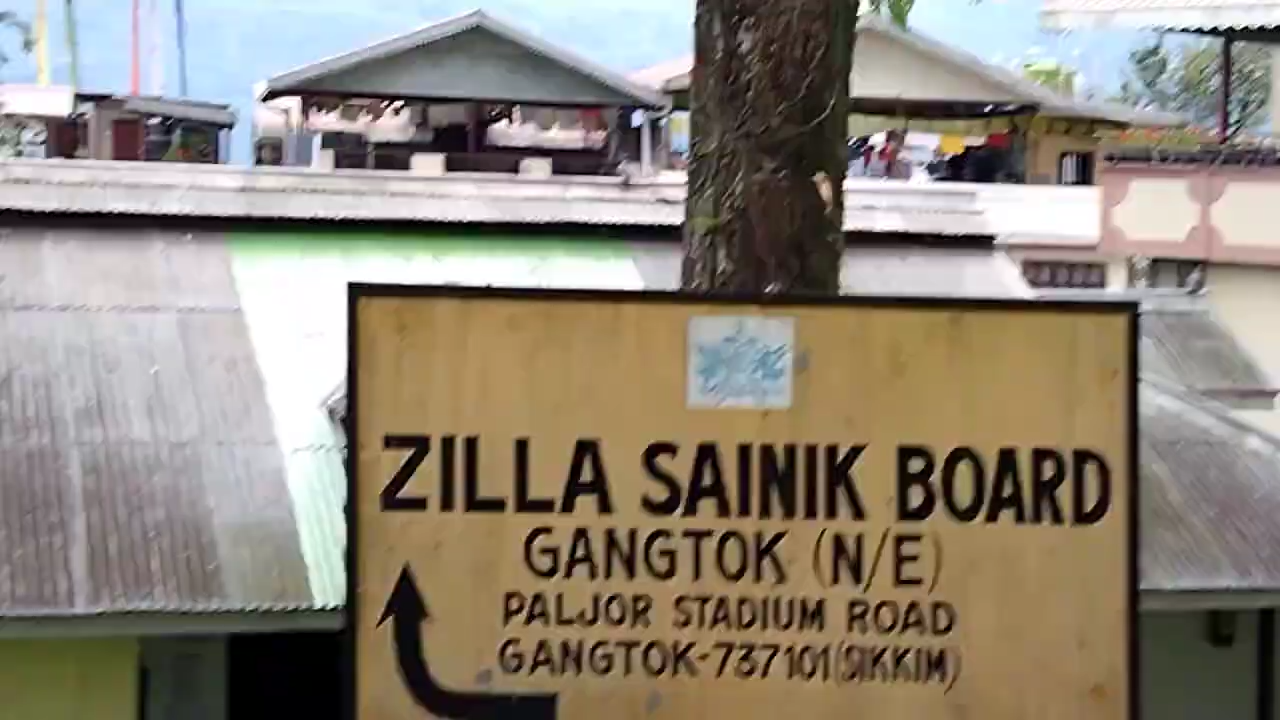 ZILLA SAINIK BOARD
GANGTOK (N/E)
PALJOR STADIUM ROAD
GANGTOK-737101(SIKKIM)